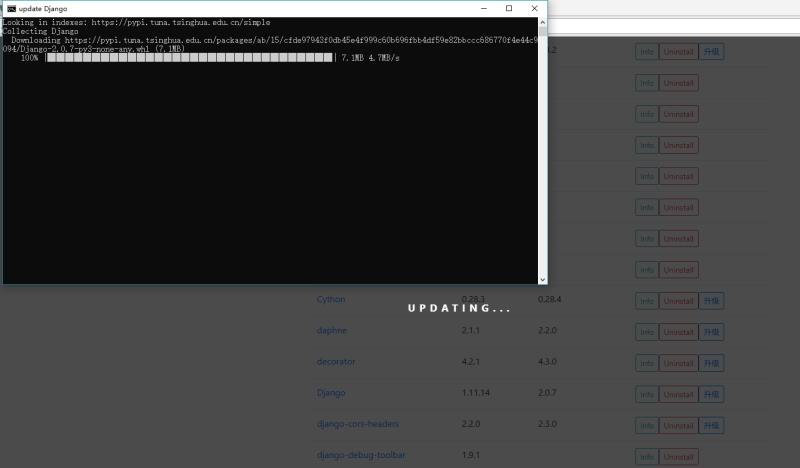 update Django
Looking in indexes: https://pypi.tuna.tsinghua.edu.cn/simple
Collecting Django
Downloading https://pypi.tuna.tsinghua.edu.cn/packages/ab/15/cfde97943f0db45e4f999c60b696fbb4df59e82bbccc686770f4e44c9
094/Django-2.0.7-py3-none-any.whl (7.1MB)
100% 7.1MB 4.7MB/s
Info Uninstall 升级
Info Uninstall
Info Uninstall
Info Uninstall
Info Uninstall
Info Uninstall
Info Uninstall
Info Uninstall
Cython 0.28.3 0.28.4 Info Uninstall 升级
UPDATING...
daphne 2.1.1 2.2.0 Info Uninstall 升级
decorator 4.2.1 4.3.0 Info Uninstall 升级
Django 1.11.14 2.0.7 Info Uninstall 升级
django-cors-headers 2.2.0 2.3.0 Info Uninstall 升级
django-debug-toolbar 1.9.1 Info Uninstall